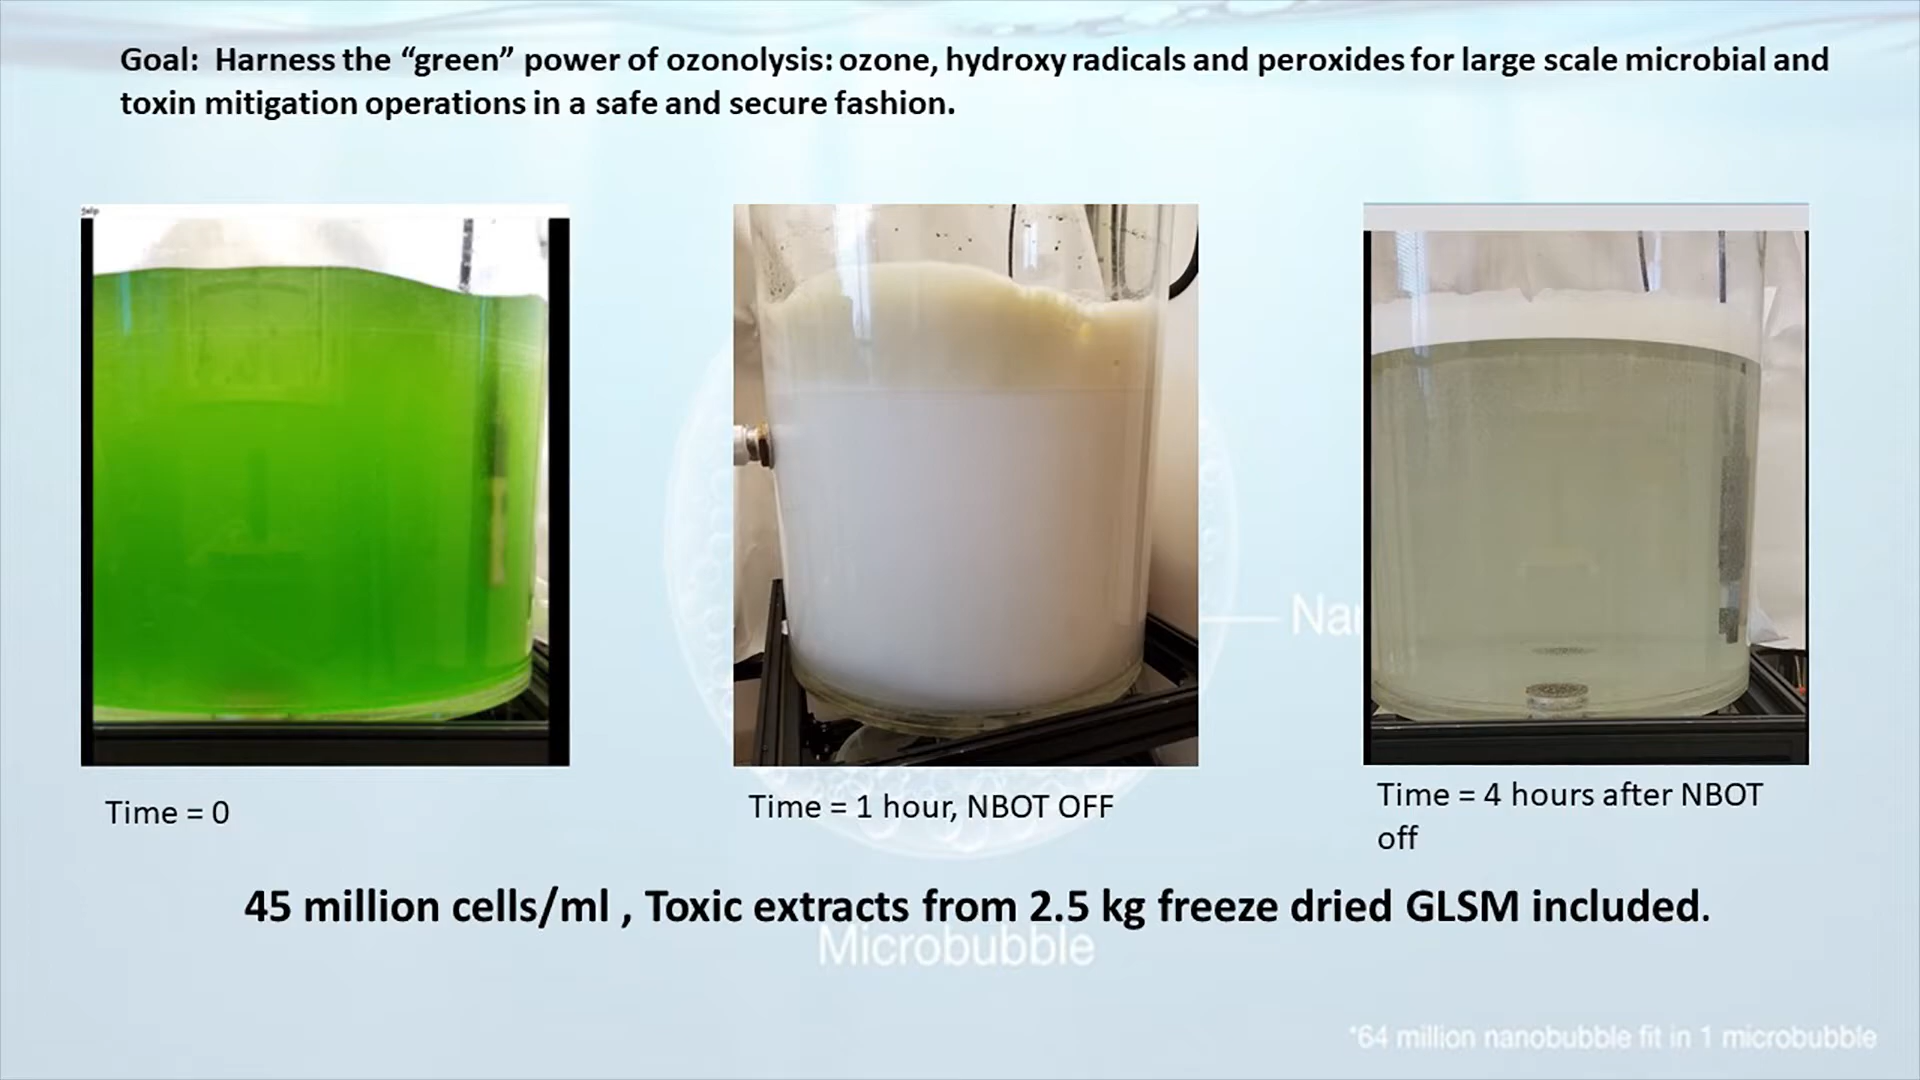 Goal:  Harness the “green” power of ozonolysis: ozone, hydroxy radicals and peroxides for large scale microbial and
toxin mitigation operations in a safe and secure fashion.
Time = 0
Time = 1 hour, NBOT OFF
Time = 4 hours after NBOT
off
45 million cells/ml , Toxic extracts from 2.5 kg freeze dried GLSM included.
Microbubble
*64 million nanobubble fit in 1 microbubble